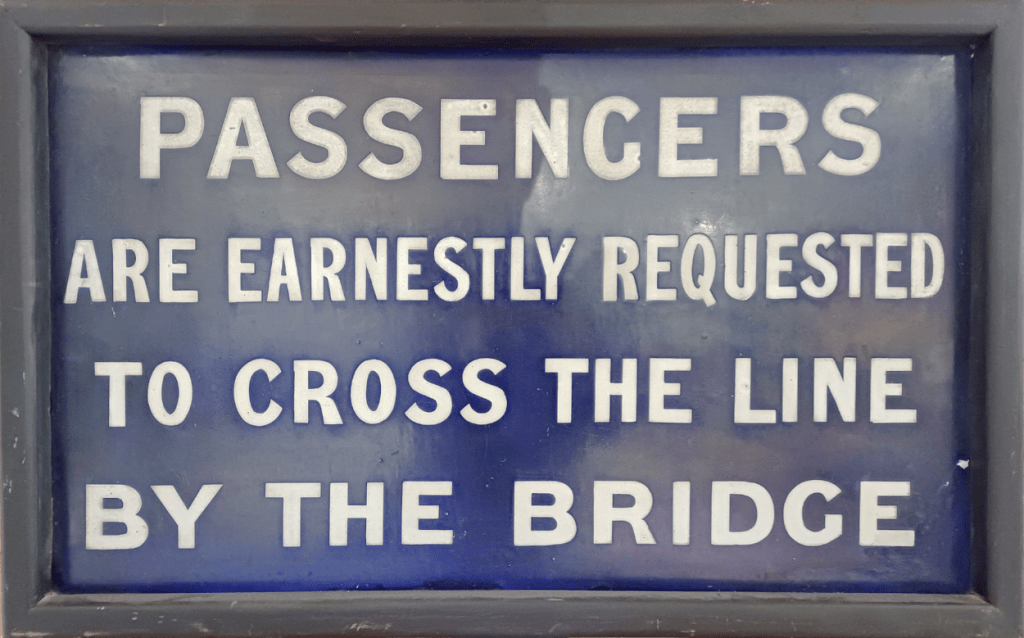 PASSENGERS
ARE EARNESTLY REQUESTED
TO CROSS THE LINE
BY THE BRIDGE